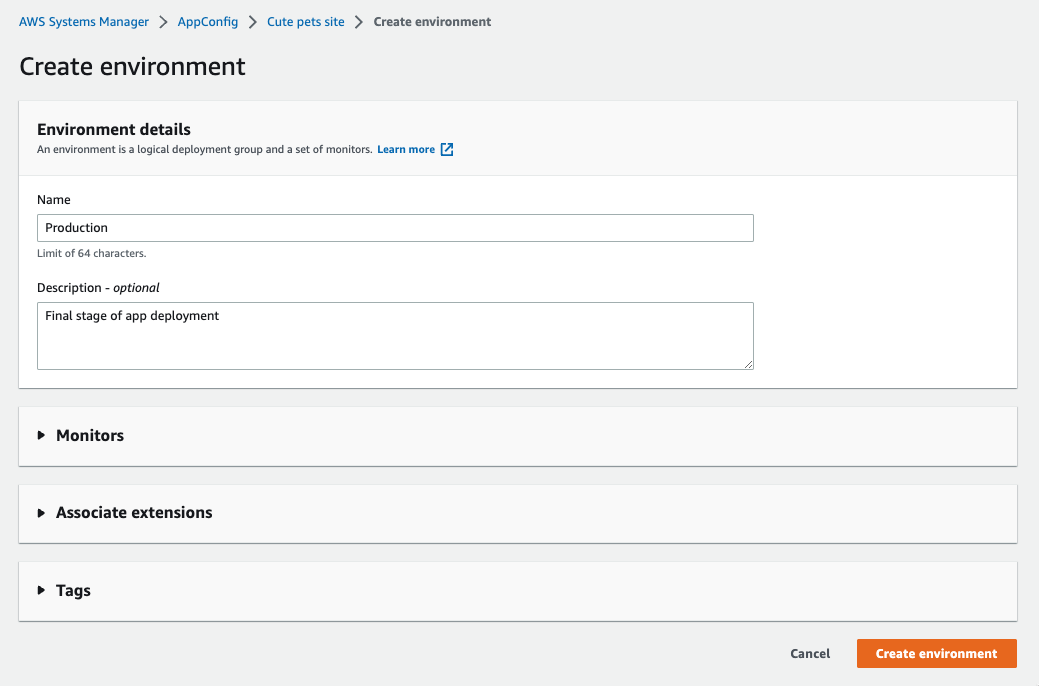 AWS Systems Manager > AppConfig > Cute pets site > Create environment
Create environment
Environment details
An environment is a logical deployment group and a set of monitors. Learn more
Name
Production
Limit of 64 characters.
Description - optional
Final stage of app deployment
Monitors
Associate extensions
Tags
Cancel Create environment